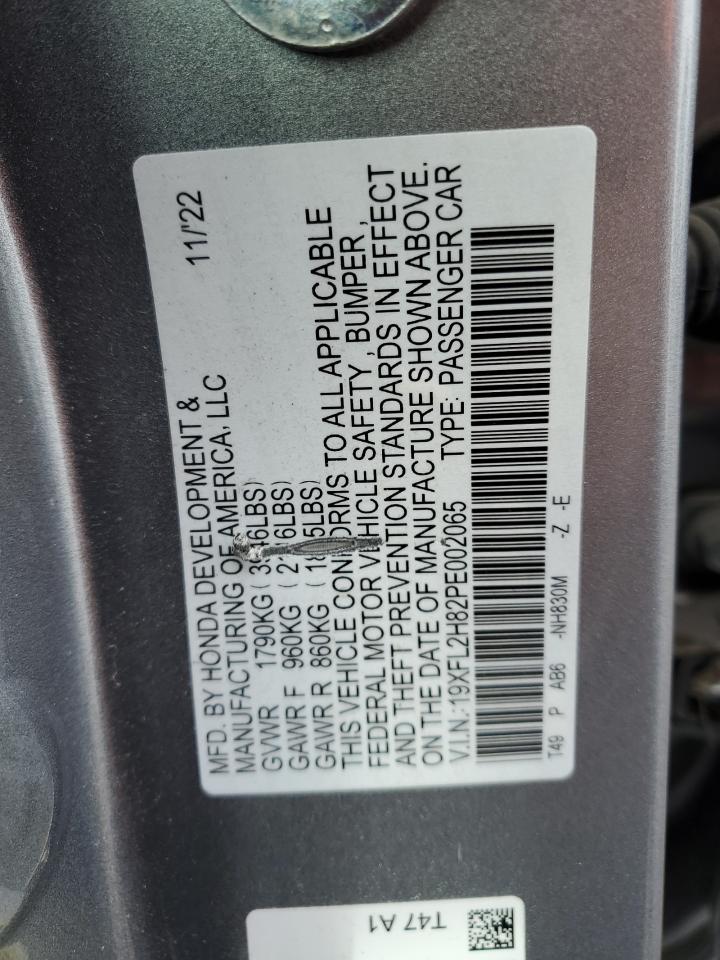 MFD. BY HONDA DEVELOPMENT & 11/'22
MANUFACTURING OF AMERICA, LLC
GVWR 1790KG (
GAWR F 960KG (
GAWR R 860KG (
THIS VEHICLE CONFORMS TO ALL APPLICABLE
FEDERAL MOTOR VEHICLE SAFETY, BUMPER,
AND THEFT PREVENTION STANDARDS IN EFFECT
ON THE DATE OF MANUFACTURE SHOWN ABOVE.
V.I.N.:19XFL2H82PE002065 TYPE: PASSENGER CAR
T49 P AB6 -NH830M -Z -E
T47 A1